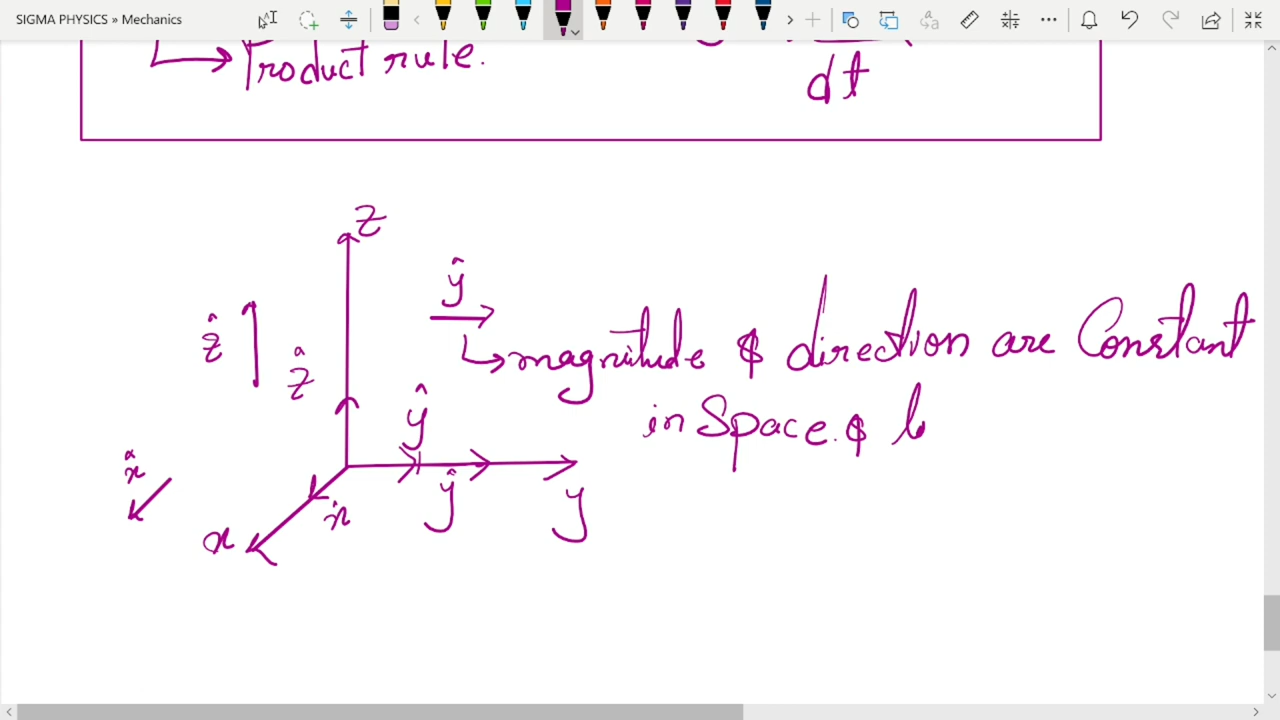 SIGMA PHYSICS » Mechanics
Product rule.
dt
z
ŷ
ẑ
magnitude & direction are Constant
ẑ
ŷ
in Space. &
x̂
ŷ
y
x̂
x